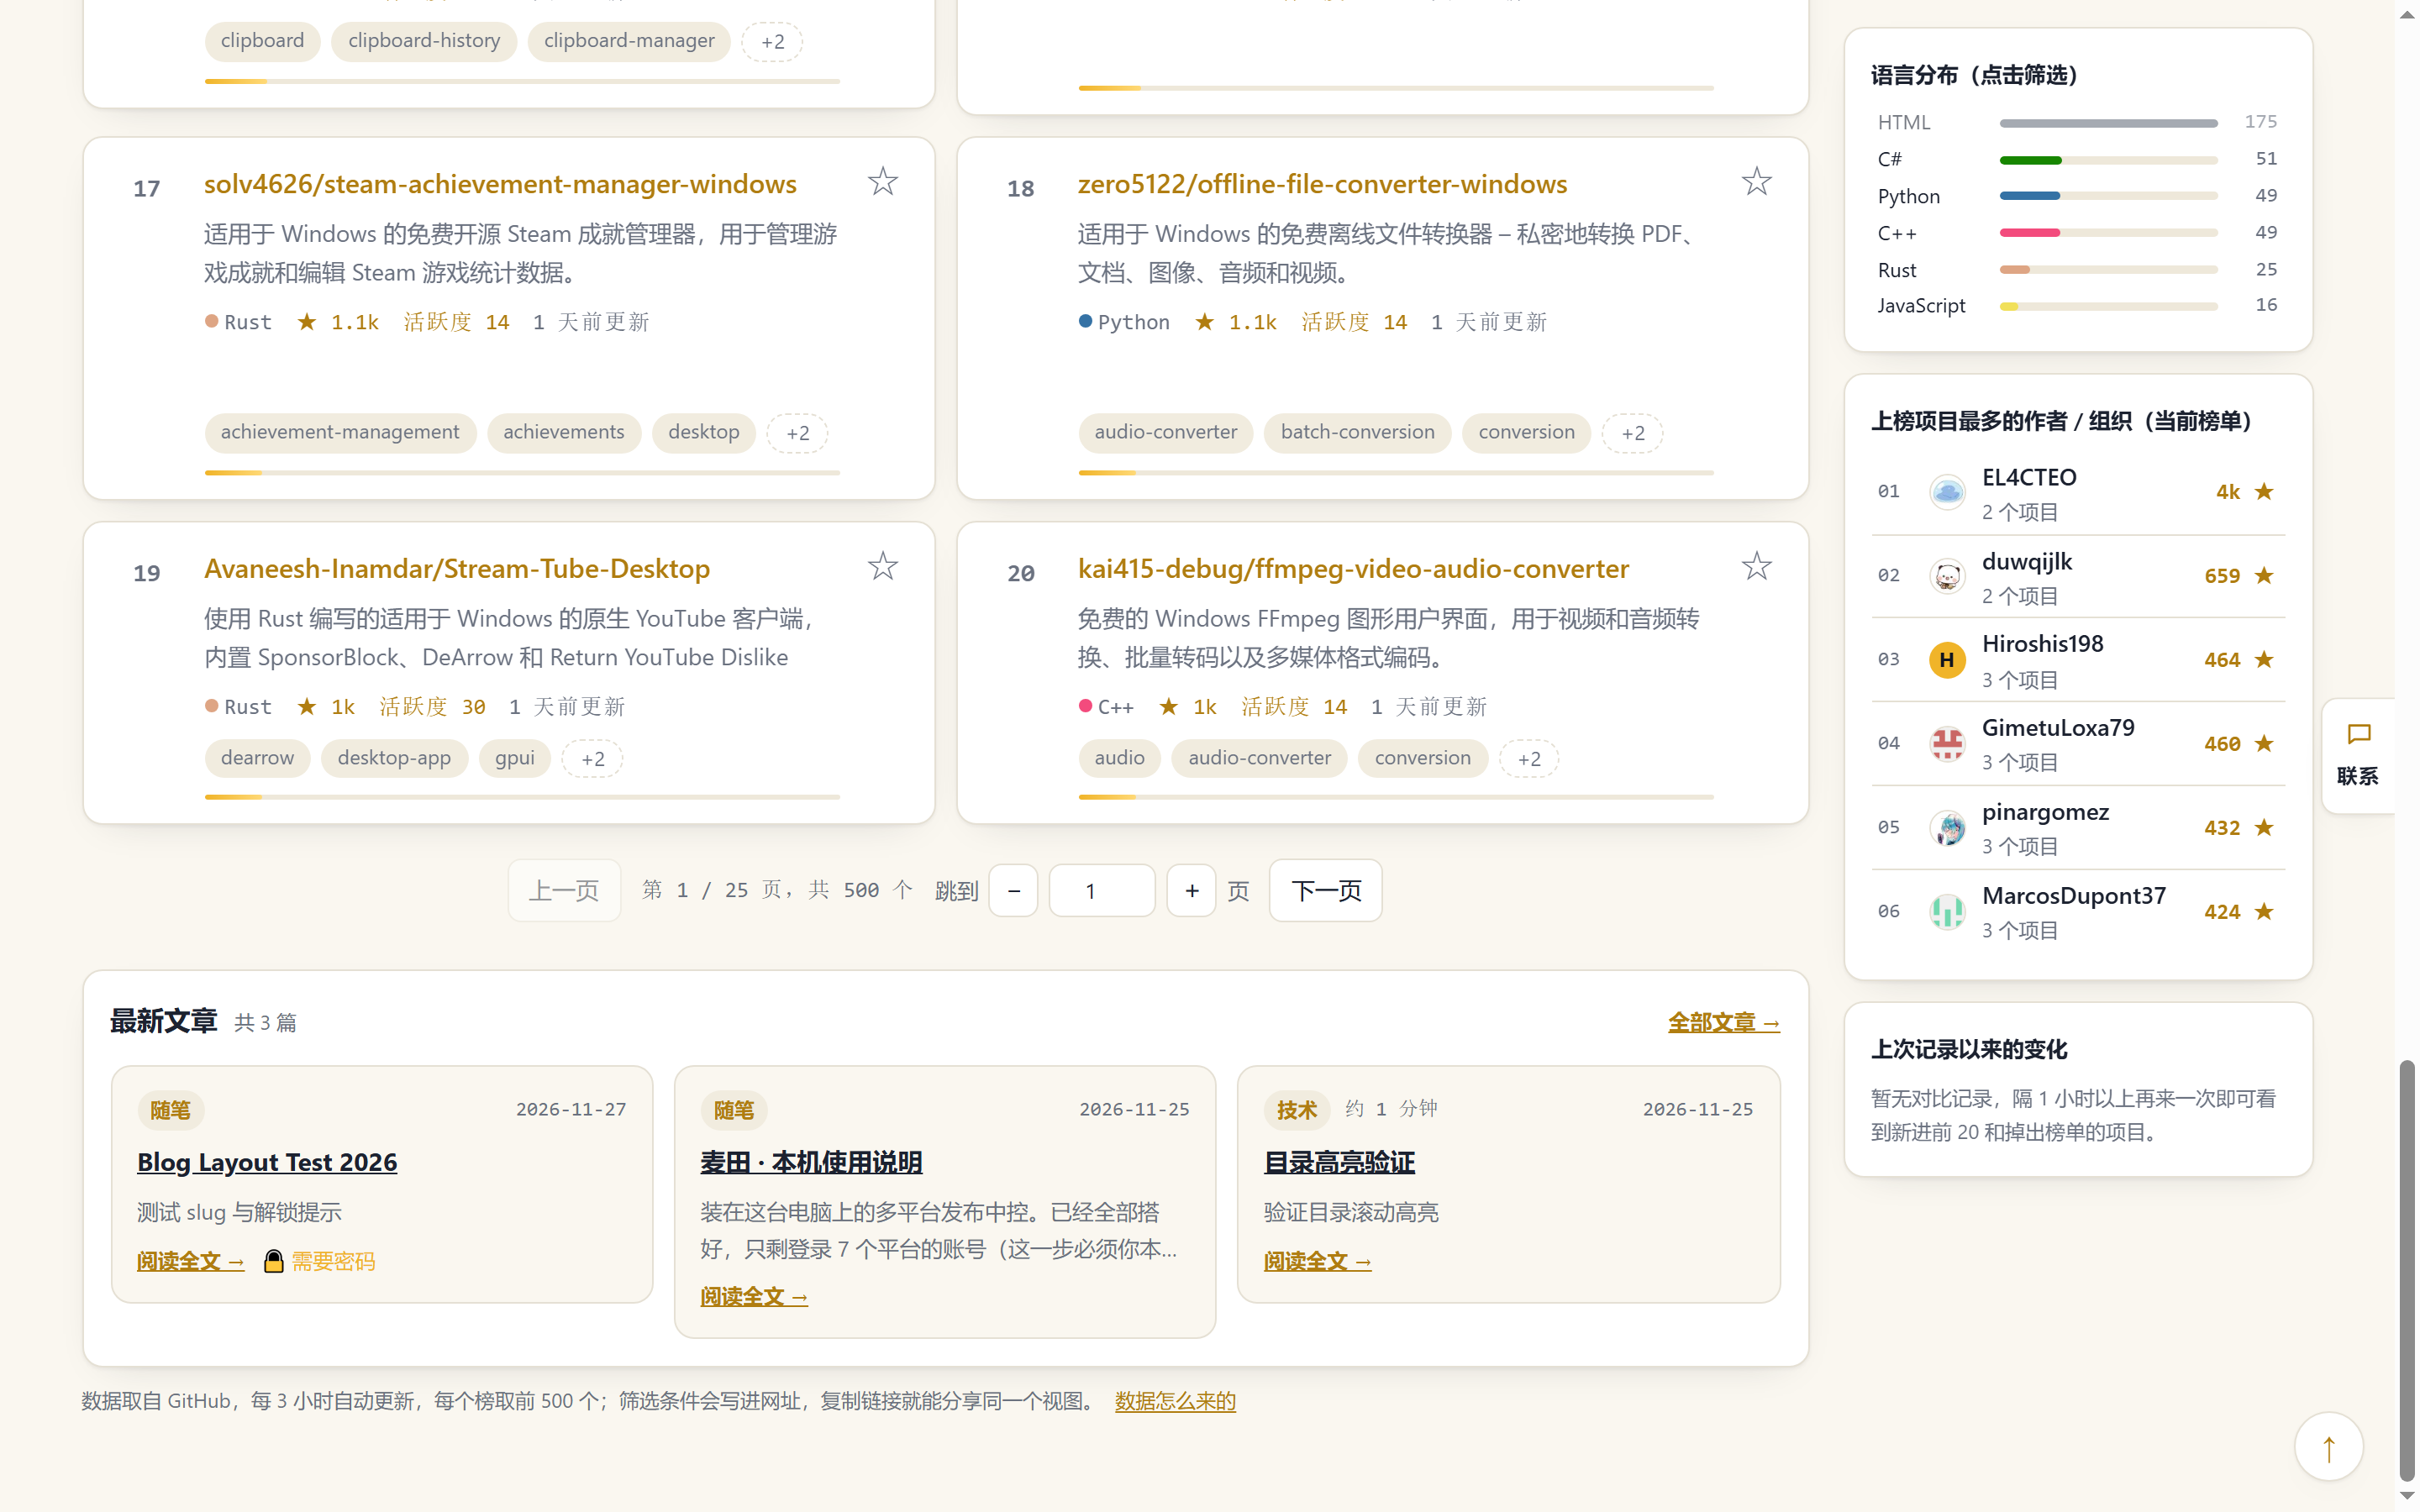 clipboard clipboard-history clipboard-manager +2
17
solv4626/steam-achievement-manager-windows
适用于 Windows 的免费开源 Steam 成就管理器，用于管理游
戏成就和编辑 Steam 游戏统计数据。
Rust ★ 1.1k 活跃度 14 1 天前更新
achievement-management achievements desktop +2
18
zero5122/offline-file-converter-windows
适用于 Windows 的免费离线文件转换器 – 私密地转换 PDF、
文档、图像、音频和视频。
Python ★ 1.1k 活跃度 14 1 天前更新
audio-converter batch-conversion conversion +2
19
Avaneesh-Inamdar/Stream-Tube-Desktop
使用 Rust 编写的适用于 Windows 的原生 YouTube 客户端，
内置 SponsorBlock、DeArrow 和 Return YouTube Dislike
Rust ★ 1k 活跃度 30 1 天前更新
dearrow desktop-app gpui +2
20
kai415-debug/ffmpeg-video-audio-converter
免费的 Windows FFmpeg 图形用户界面，用于视频和音频转
换、批量转码以及多媒体格式编码。
C++ ★ 1k 活跃度 14 1 天前更新
audio audio-converter conversion +2
上一页 第 1 / 25 页，共 500 个 跳到 − 1 + 页 下一页
最新文章 共 3 篇
全部文章 →
随笔 2026-11-27
Blog Layout Test 2026
测试 slug 与解锁提示
阅读全文 → 需要密码
随笔 2026-11-25
麦田 · 本机使用说明
装在这台电脑上的多平台发布中控。已经全部搭
好，只剩登录 7 个平台的账号（这一步必须你本...
阅读全文 →
技术 约 1 分钟 2026-11-25
目录高亮验证
验证目录滚动高亮
阅读全文 →
数据取自 GitHub，每 3 小时自动更新，每个榜取前 500 个；筛选条件会写进网址，复制链接就能分享同一个视图。 数据怎么来的
语言分布（点击筛选）
HTML 175
C# 51
Python 49
C++ 49
Rust 25
JavaScript 16
上榜项目最多的作者 / 组织（当前榜单）
01 EL4CTEO 4k ★
2 个项目
02 duwqijlk 659 ★
2 个项目
03 H Hiroshis198 464 ★
3 个项目
04 GimetuLoxa79 460 ★
3 个项目
05 pinargomez 432 ★
3 个项目
06 MarcosDupont37 424 ★
3 个项目
上次记录以来的变化
暂无对比记录，隔 1 小时以上再来一次即可看
到新进前 20 和掉出榜单的项目。
联系
↑